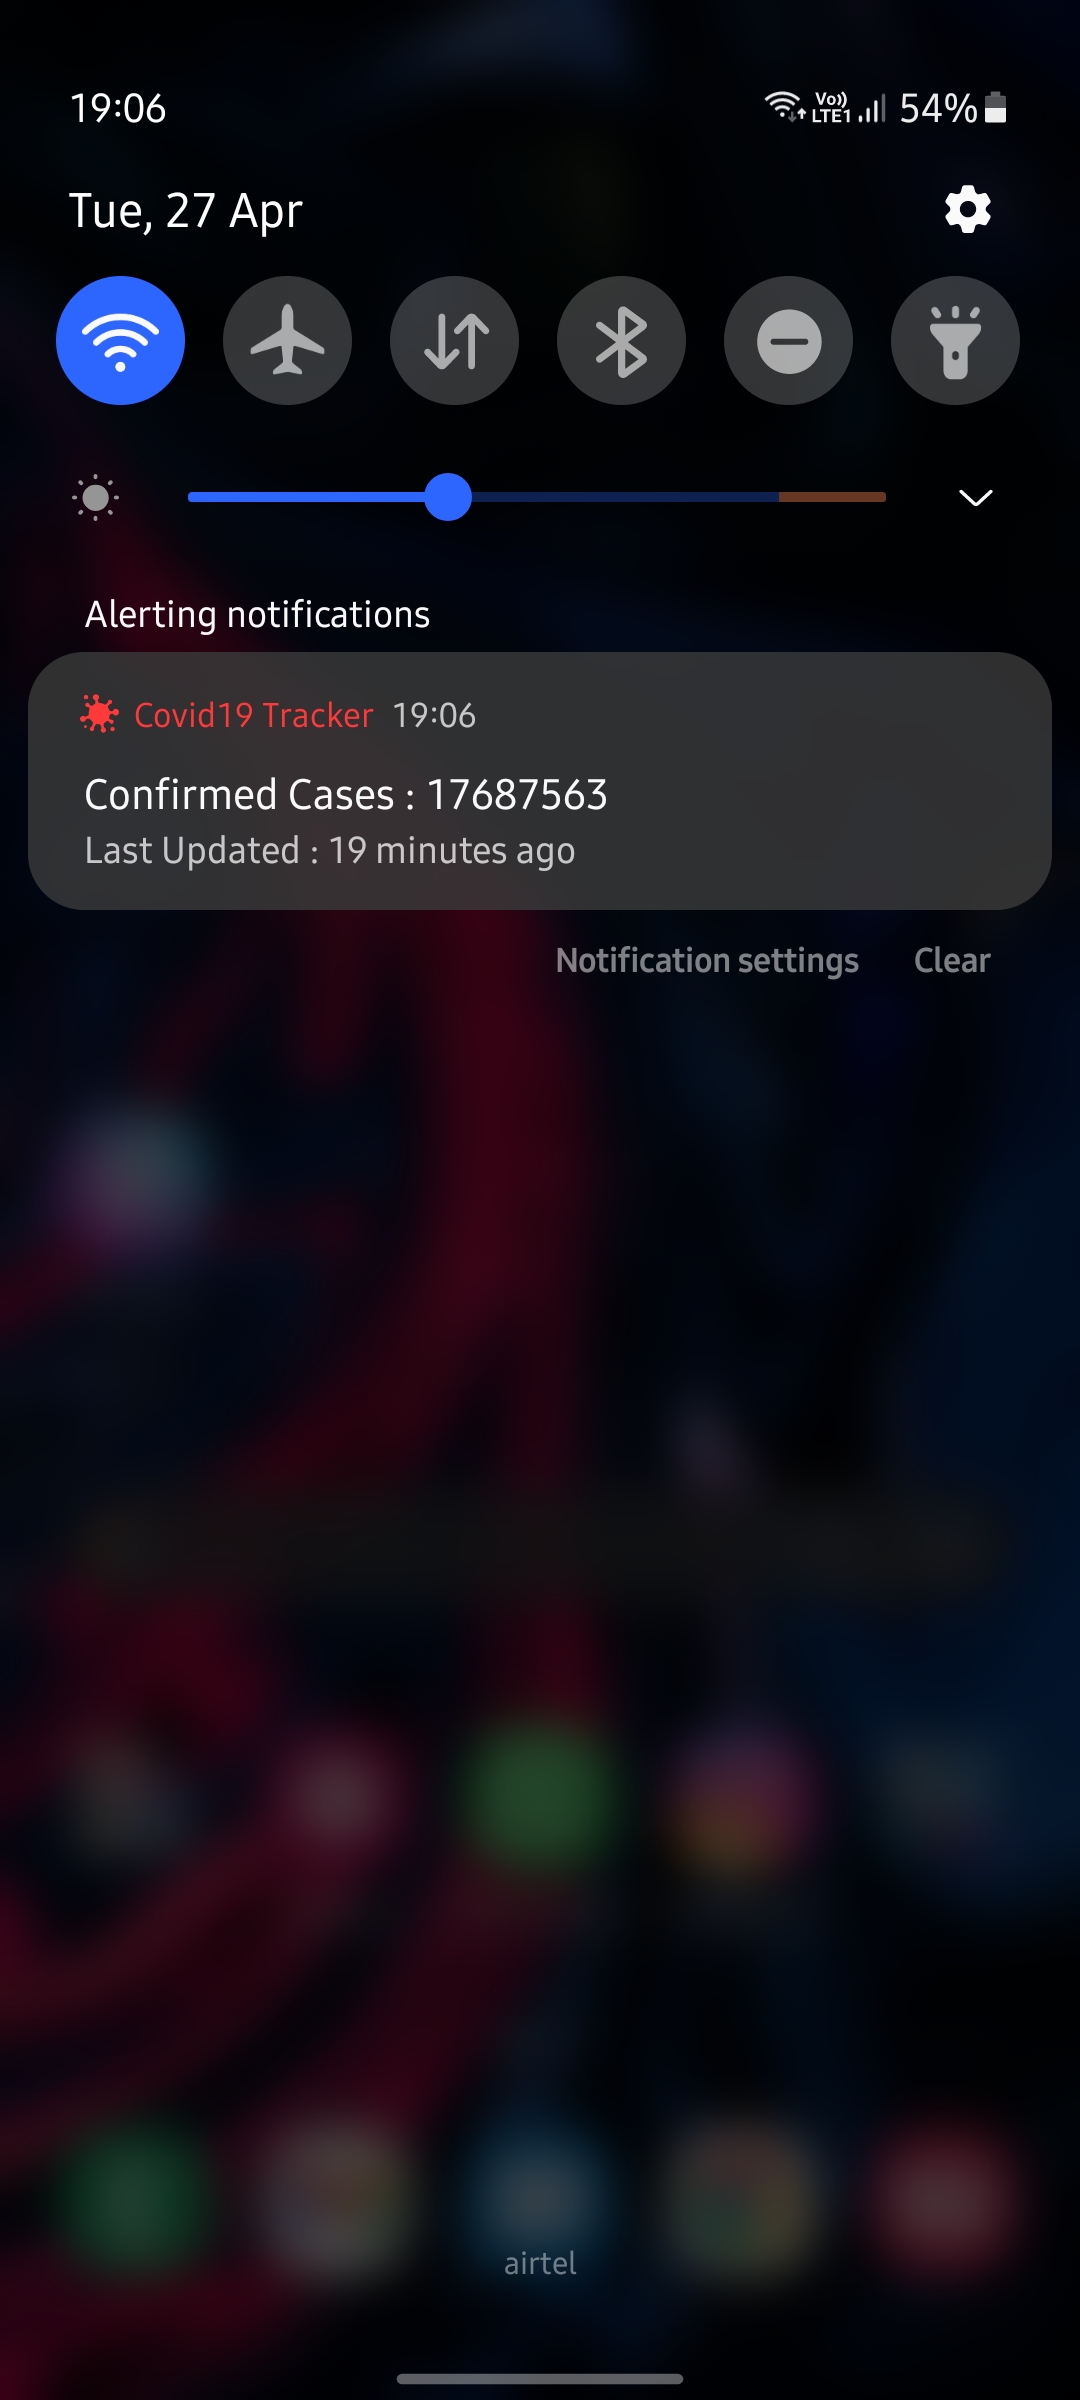 19:06 Vo)) LTE1 54%
Tue, 27 Apr
Alerting notifications
Covid19 Tracker 19:06
Confirmed Cases : 17687563
Last Updated : 19 minutes ago
Notification settings Clear
airtel